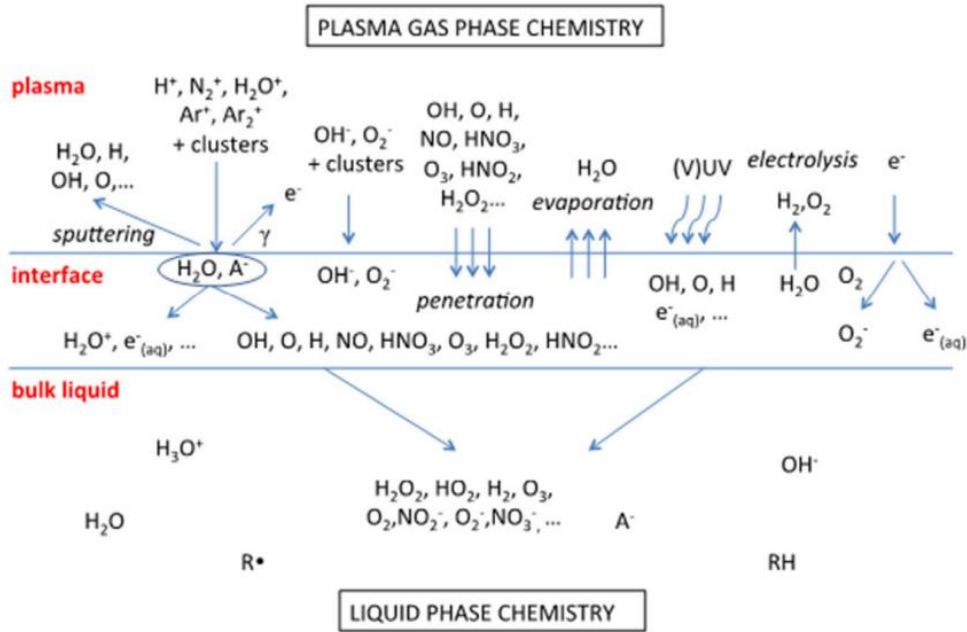 PLASMA GAS PHASE CHEMISTRY
plasma
H⁺, N₂⁺, H₂O⁺,
Ar⁺, Ar₂⁺
+ clusters
H₂O, H,
OH, O,...
sputtering
e⁻
γ
OH⁻, O₂⁻
+ clusters
OH, O, H,
NO, HNO₃,
O₃, HNO₂,
H₂O₂...
H₂O
evaporation
(V)UV
electrolysis
H₂,O₂
e⁻
interface
H₂O, A⁻
OH⁻, O₂⁻
penetration
OH, O, H
e⁻(aq), ...
H₂O
O₂
O₂⁻
e⁻(aq)
H₂O⁺, e⁻(aq), ...
OH, O, H, NO, HNO₃, O₃, H₂O₂, HNO₂...
bulk liquid
H₃O⁺
OH⁻
H₂O₂, HO₂, H₂, O₃,
O₂,NO₂⁻, O₂⁻,NO₃⁻, ...
H₂O
A⁻
R•
RH
LIQUID PHASE CHEMISTRY